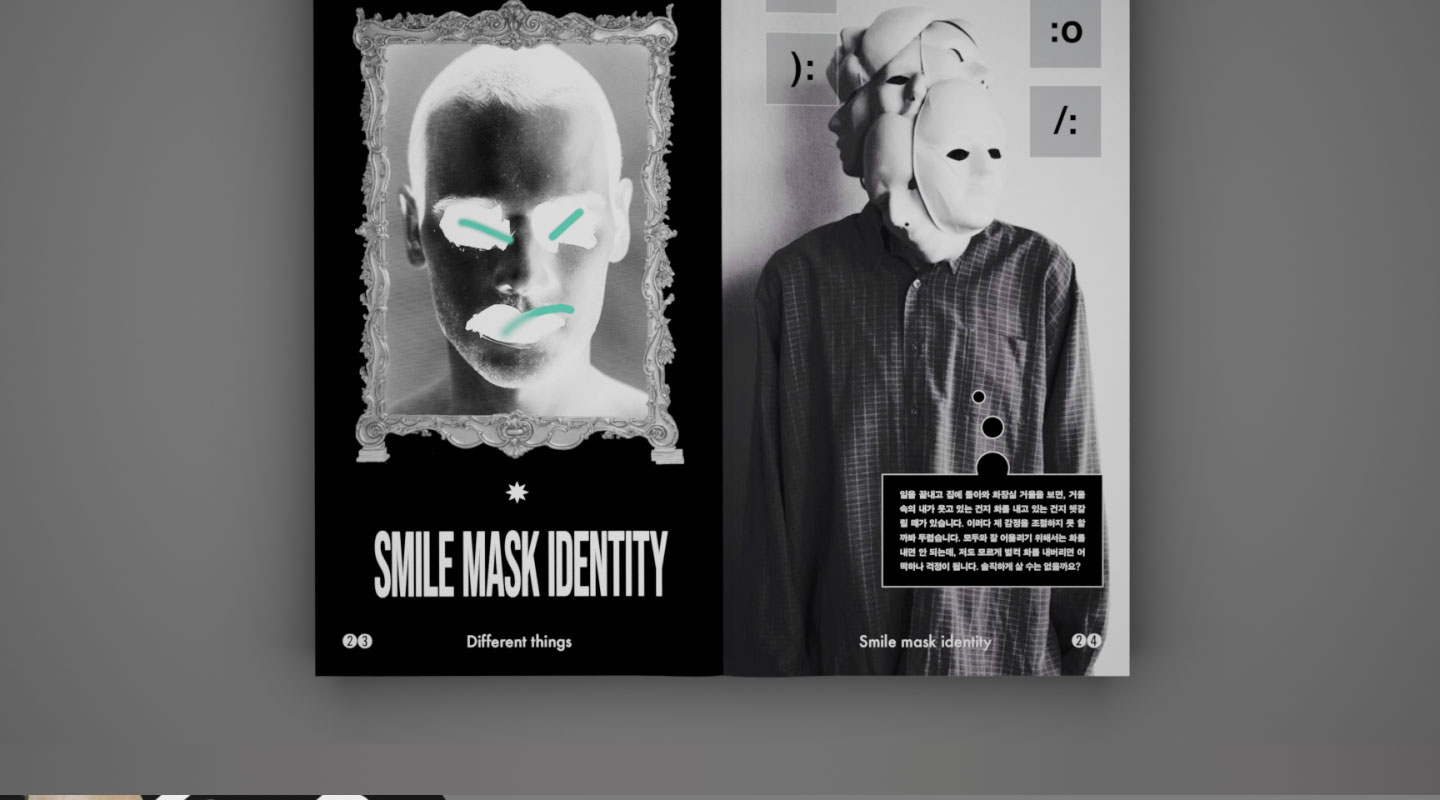 ):
:o
/:
SMILE MASK IDENTITY
일을 끝내고 집에 돌아와 화장실 거울을 보면, 거울
속의 내가 웃고 있는 건지 화를 내고 있는 건지 헷갈
릴 때가 있습니다. 이러다 제 감정을 조절하지 못 할
까봐 두렵습니다. 모두와 잘 어울리기 위해서는 화를
내면 안 되는데, 저도 모르게 벌컥 화를 내버리면 어
떡하나 걱정이 됩니다. 솔직하게 살 수는 없을까요?
23
Different things
Smile mask identity
24